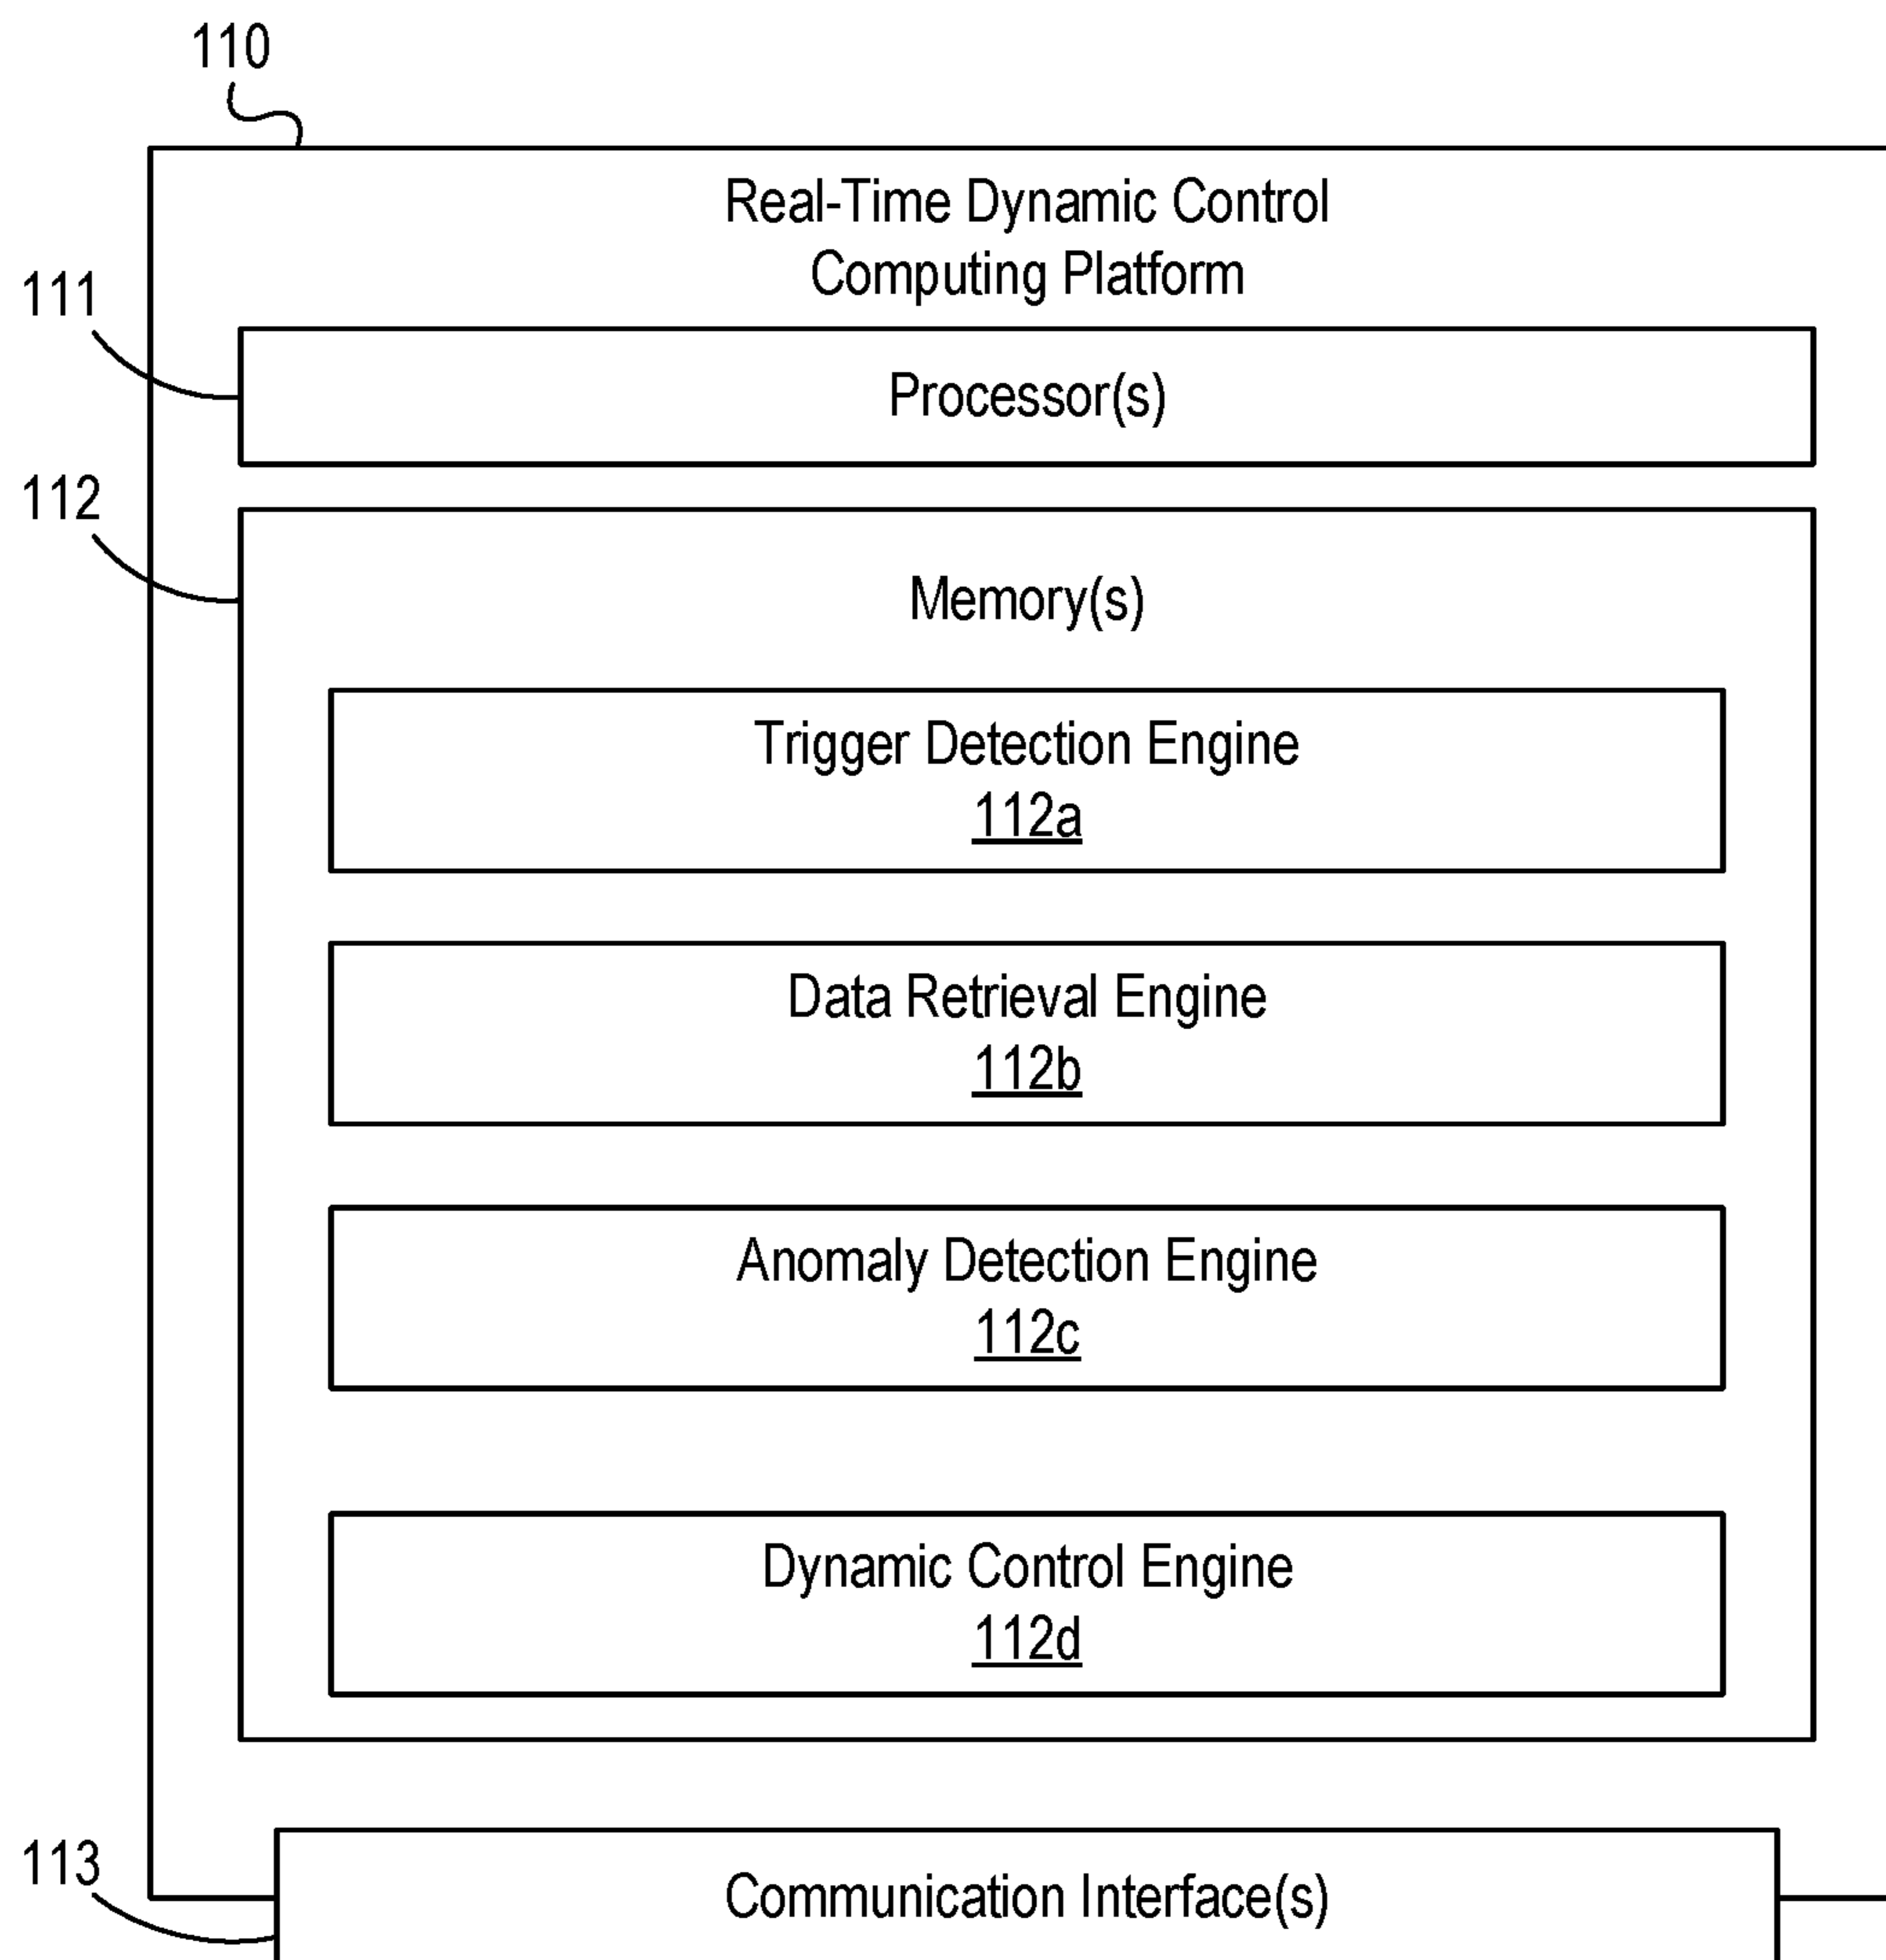 110
Real-Time Dynamic Control
Computing Platform
111
Processor(s)
112
Memory(s)
Trigger Detection Engine
112a
Data Retrieval Engine
112b
Anomaly Detection Engine
112c
Dynamic Control Engine
112d
113
Communication Interface(s)